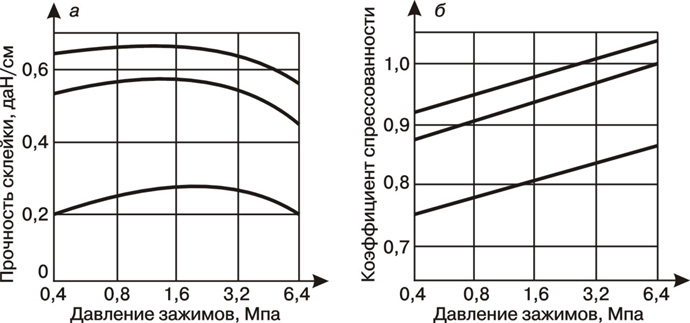 а
Прочность склейки, даН/см
0,6
0,4
0,2
0
0,4 0,8 1,6 3,2 6,4
Давление зажимов, Мпа
б
Коэффициент спрессованности
1,0
0,9
0,8
0,7
0,4 0,8 1,6 3,2 6,4
Давление зажимов, Мпа